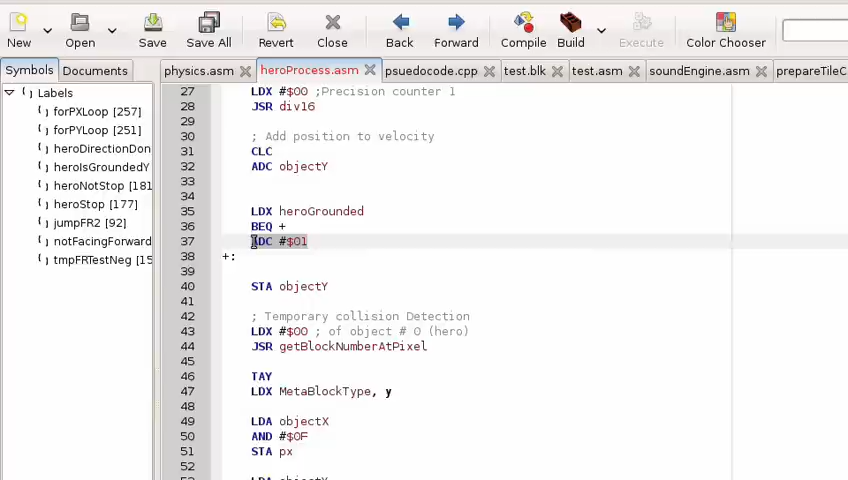 New Open Save Save All Revert Close Back Forward Compile Build Execute Color Chooser
Symbols Documents physics.asm heroProcess.asm psuedocode.cpp test.blk test.asm soundEngine.asm prepareTileC
Labels
forPXLoop [257]
forPYLoop [251]
heroDirectionDon
heroIsGroundedY
heroNotStop [181
heroStop [177]
jumpFR2 [92]
notFacingForward
tmpFRTestNeg [15
27 LDX #$00 ;Precision counter 1
28 JSR div16
29
30 ; Add position to velocity
31 CLC
32 ADC objectY
33
34
35 LDX heroGrounded
36 BEQ +
37 ADC #$01
38 +:
39
40 STA objectY
41
42 ; Temporary collision Detection
43 LDX #$00 ; of object # 0 (hero)
44 JSR getBlockNumberAtPixel
45
46 TAY
47 LDX MetaBlockType, y
48
49 LDA objectX
50 AND #$0F
51 STA px
52